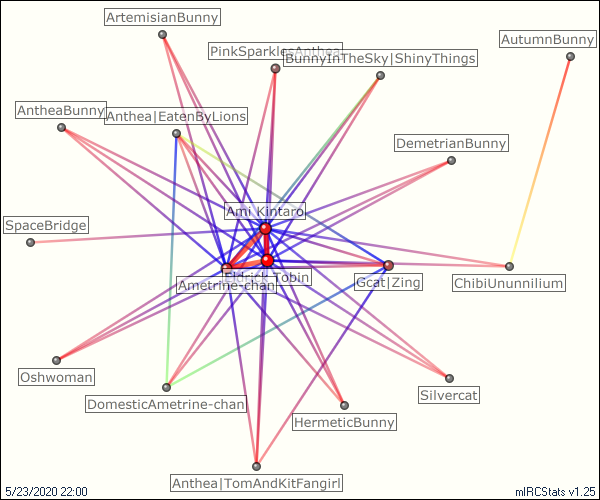 ArtemisianBunny
AutumnBunny
PinkSparklesAnthea
BunnyInTheSky|ShinyThings
AntheaBunny
Anthea|EatenByLions
DemetrianBunny
Ami_Kintaro
SpaceBridge
Eldrick_Tobin
Ametrine-chan
Gcat|Zing
ChibiUnunnilium
Oshwoman
DomesticAmetrine-chan
Silvercat
HermeticBunny
Anthea|TomAndKitFangirl
5/23/2020 22:00
mIRCStats v1.25